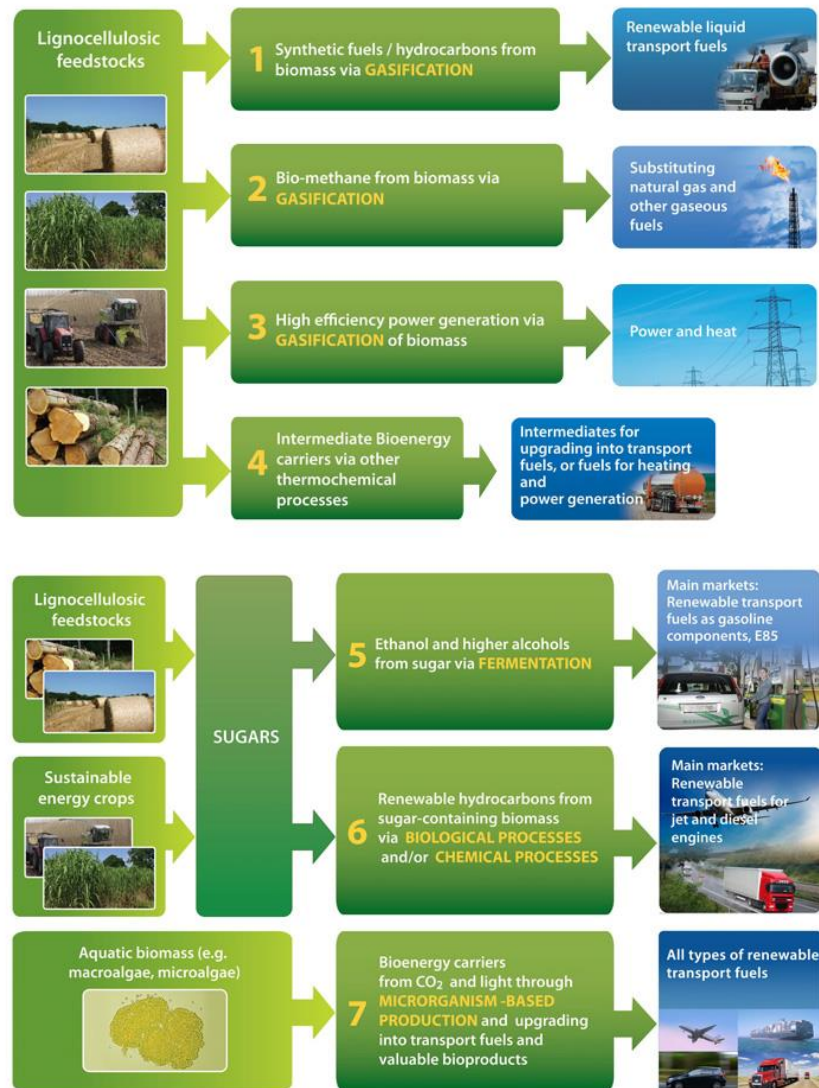 Lignocellulosic
feedstocks
1 Synthetic fuels / hydrocarbons from
biomass via GASIFICATION
Renewable liquid
transport fuels
2 Bio-methane from biomass via
GASIFICATION
Substituting
natural gas and
other gaseous
fuels
3 High efficiency power generation via
GASIFICATION of biomass
Power and heat
4 Intermediate Bioenergy
carriers via other
thermochemical
processes
Intermediates for
upgrading into transport
fuels, or fuels for heating
and
power generation
Lignocellulosic
feedstocks
Sustainable
energy crops
SUGARS
5 Ethanol and higher alcohols
from sugar via FERMENTATION
Main markets:
Renewable transport
fuels as gasoline
components, E85
6 Renewable hydrocarbons from
sugar-containing biomass
via BIOLOGICAL PROCESSES
and/or CHEMICAL PROCESSES
Main markets:
Renewable
transport fuels for
jet and diesel
engines
Aquatic biomass (e.g.
macroalgae, microalgae)
7 Bioenergy carriers
from CO2 and light through
MICRORGANISM -BASED
PRODUCTION and upgrading
into transport fuels and
valuable bioproducts
All types of renewable
transport fuels